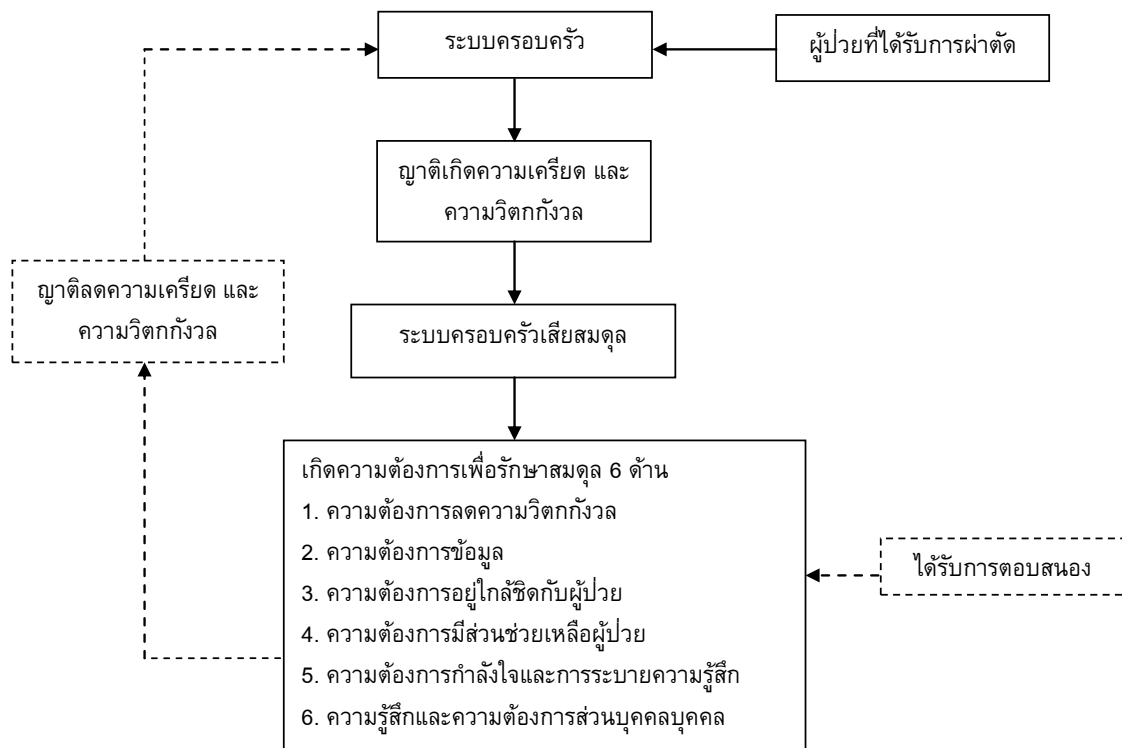 ระบบครอบครัว
ผู้ป่วยที่ได้รับการผ่าตัด
ญาติเกิดความเครียด และ
ความวิตกกังวล
ญาติลดความเครียด และ
ความวิตกกังวล
ระบบครอบครัวเสียสมดุล
เกิดความต้องการเพื่อรักษาสมดุล 6 ด้าน
1. ความต้องการลดความวิตกกังวล
2. ความต้องการข้อมูล
3. ความต้องการอยู่ใกล้ชิดกับผู้ป่วย
4. ความต้องการมีส่วนช่วยเหลือผู้ป่วย
5. ความต้องการกำลังใจและการระบายความรู้สึก
6. ความรู้สึกและความต้องการส่วนบุคคลบุคคล
ได้รับการตอบสนอง